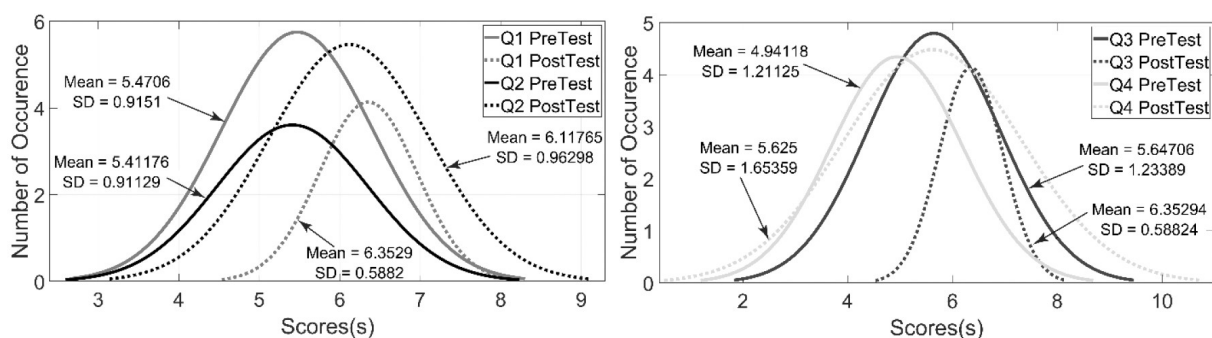 Number of Occurence
6
4
2
0
Q1 PreTest
Q1 PostTest
Q2 PreTest
Q2 PostTest
Mean = 5.4706
SD = 0.9151
Mean = 5.41176
SD = 0.91129
Mean = 6.11765
SD = 0.96298
Mean = 6.3529
SD = 0.5882
3 4 5 6 7 8 9
Scores(s)
Number of Occurence
5
4
3
2
1
0
Q3 PreTest
Q3 PostTest
Q4 PreTest
Q4 PostTest
Mean = 4.94118
SD = 1.21125
Mean = 5.625
SD = 1.65359
Mean = 5.64706
SD = 1.23389
Mean = 6.35294
SD = 0.58824
2 4 6 8 10
Scores(s)